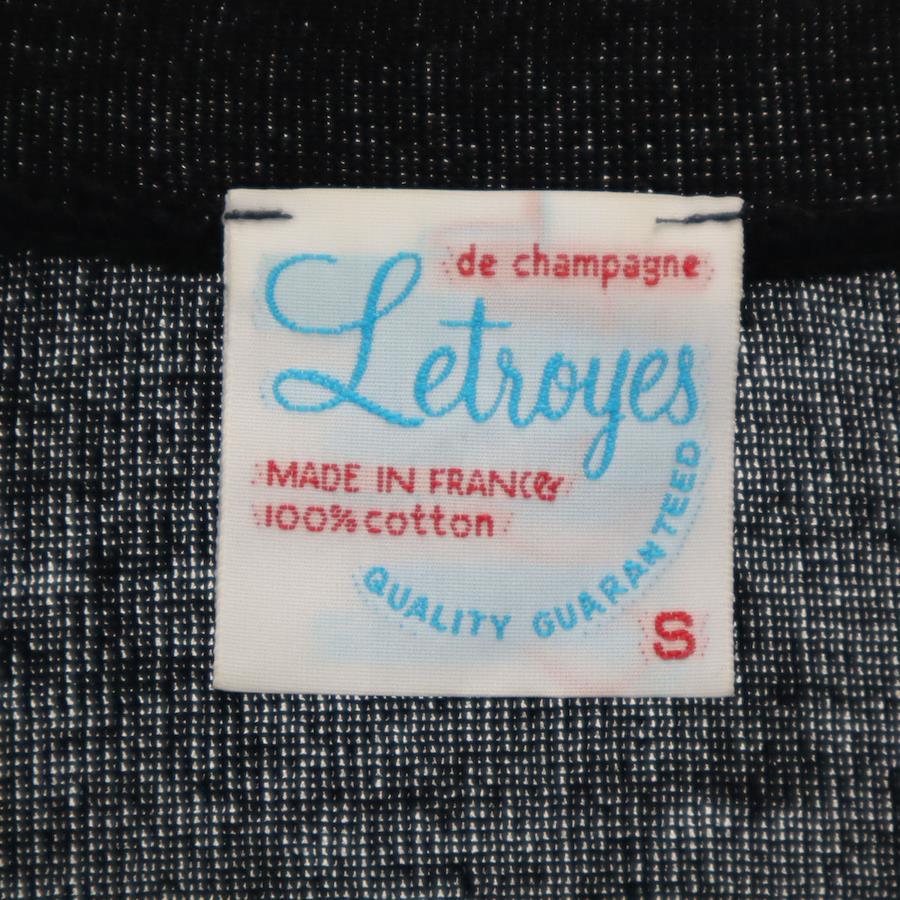 de champagne
Letroyes
MADE IN FRANCE
100% cotton
QUALITY GUARANTEED
S